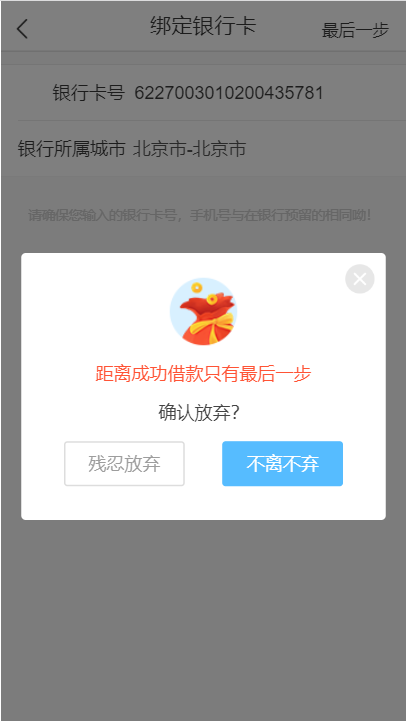 绑定银行卡
最后一步
银行卡号 6227003010200435781
银行所属城市 北京市-北京市
请确保您输入的银行卡号，手机号与在银行预留的相同呦！
距离成功借款只有最后一步
确认放弃？
残忍放弃
不离不弃